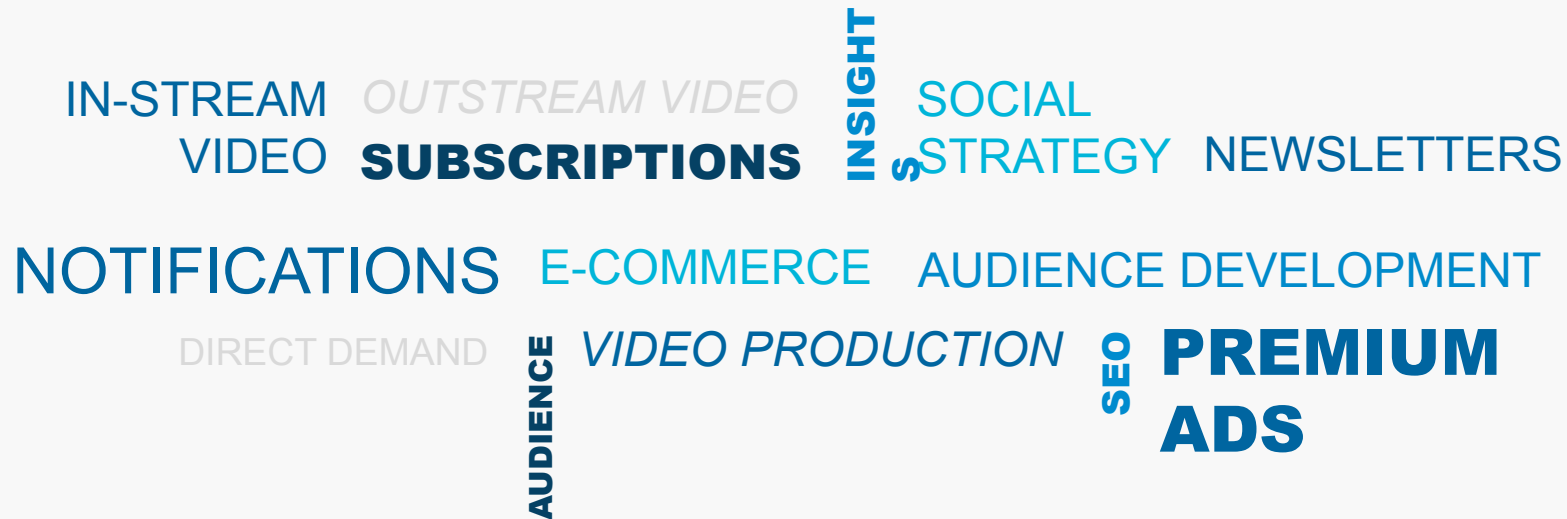 IN-STREAM
VIDEO
OUTSTREAM VIDEO
SUBSCRIPTIONS
INSIGHT
S
SOCIAL
STRATEGY
NEWSLETTERS
NOTIFICATIONS
E-COMMERCE
AUDIENCE DEVELOPMENT
DIRECT DEMAND
AUDIENCE
VIDEO PRODUCTION
SEO
PREMIUM
ADS